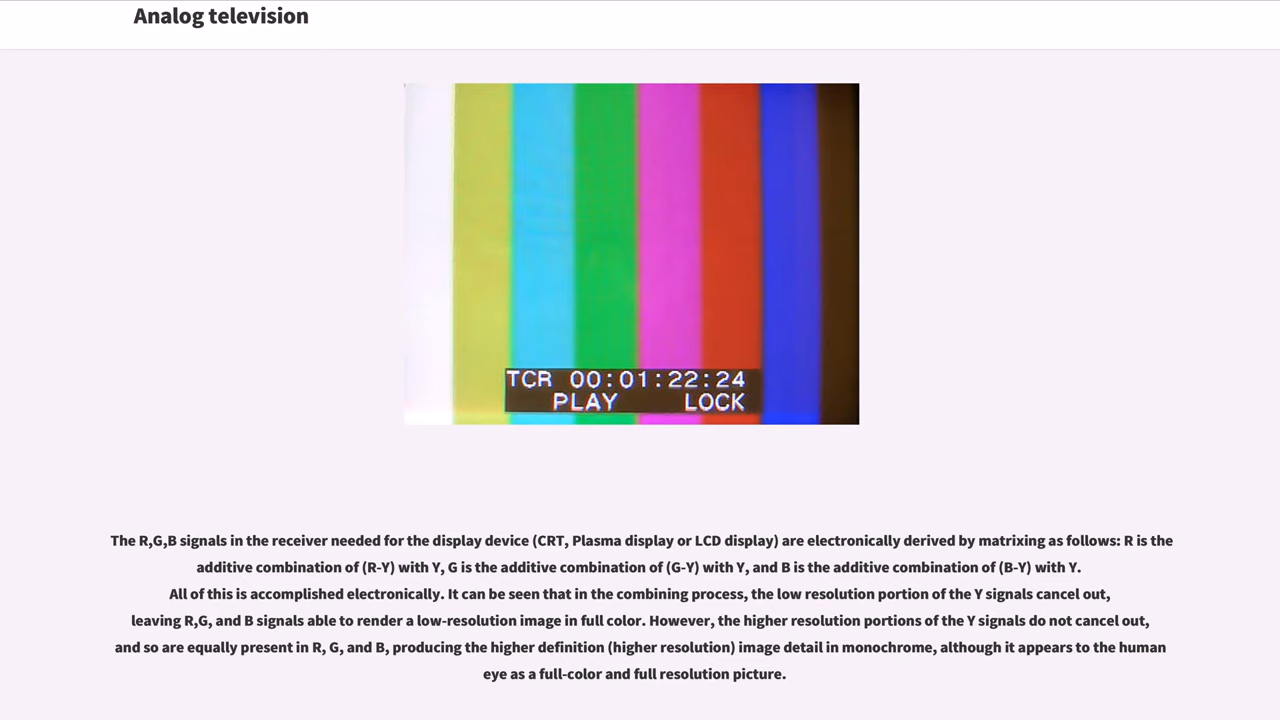 Analog television
TCR 00:01:22:24
PLAY LOCK
The R,G,B signals in the receiver needed for the display device (CRT, Plasma display or LCD display) are electronically derived by matrixing as follows: R is the
additive combination of (R-Y) with Y, G is the additive combination of (G-Y) with Y, and B is the additive combination of (B-Y) with Y.
All of this is accomplished electronically. It can be seen that in the combining process, the low resolution portion of the Y signals cancel out,
leaving R,G, and B signals able to render a low-resolution image in full color. However, the higher resolution portions of the Y signals do not cancel out,
and so are equally present in R, G, and B, producing the higher definition (higher resolution) image detail in monochrome, although it appears to the human
eye as a full-color and full resolution picture.